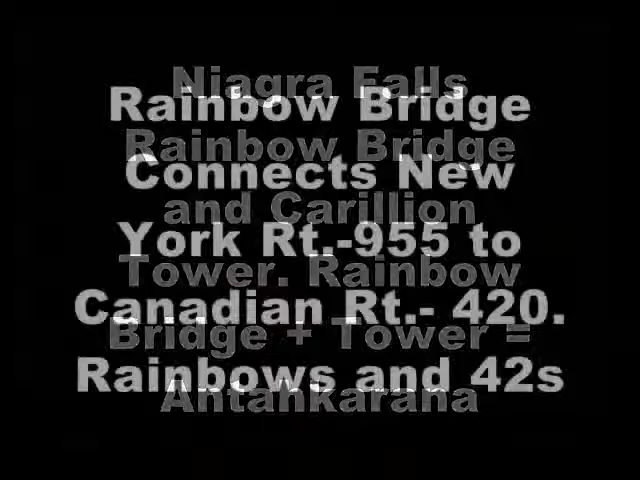 Niagra Falls
Rainbow Bridge
Rainbow Bridge
Connects New
and Carillion
York Rt.-955 to
Tower. Rainbow
Canadian Rt.- 420.
Bridge + Tower =
Rainbows and 42s
Antahkarana